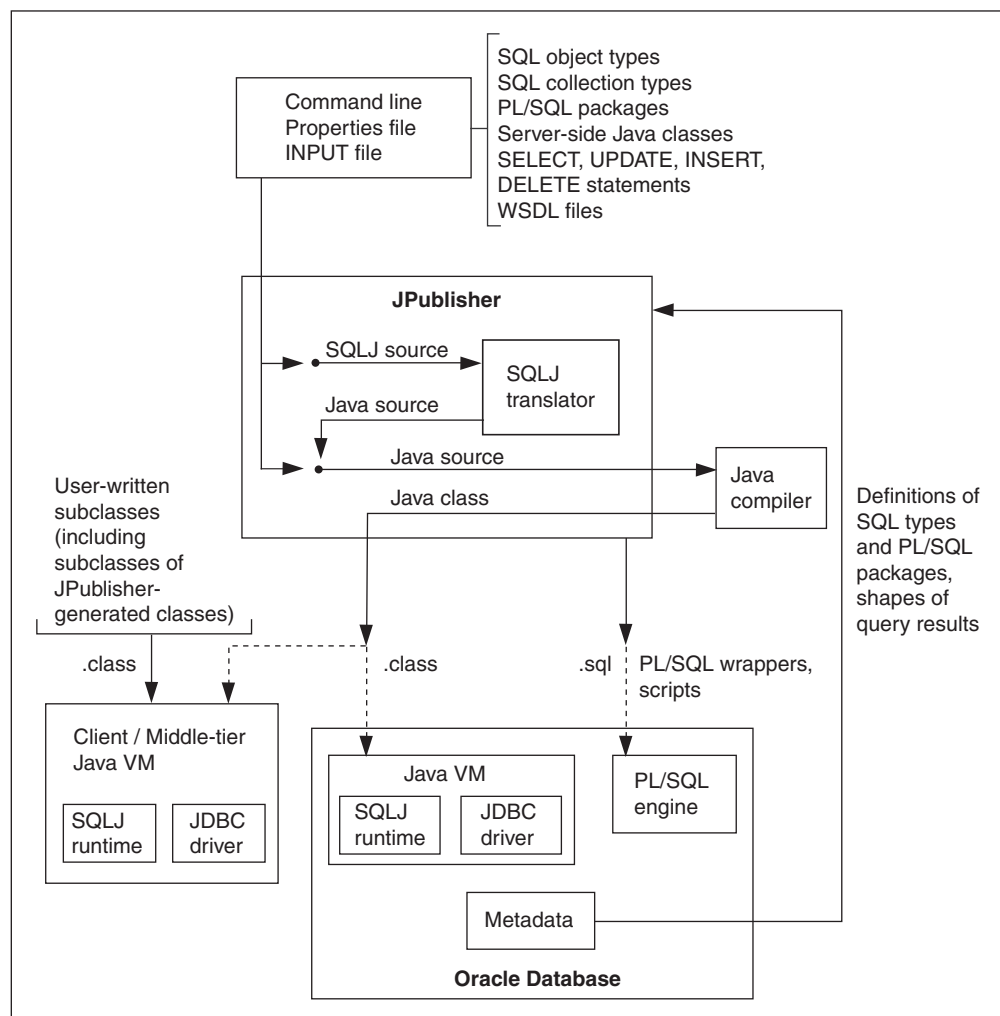 Command line
Properties file
INPUT file
SQL object types
SQL collection types
PL/SQL packages
Server-side Java classes
SELECT, UPDATE, INSERT,
DELETE statements
WSDL files
JPublisher
SQLJ source
SQLJ
translator
Java source
Java source
Java class
Java
compiler
User-written
subclasses
(including
subclasses of
JPublisher-
generated classes)
Definitions of
SQL types
and PL/SQL
packages,
shapes of
query results
.class
.class
.sql
PL/SQL wrappers,
scripts
Client / Middle-tier
Java VM
SQLJ
runtime
JDBC
driver
Java VM
SQLJ
runtime
JDBC
driver
PL/SQL
engine
Metadata
Oracle Database